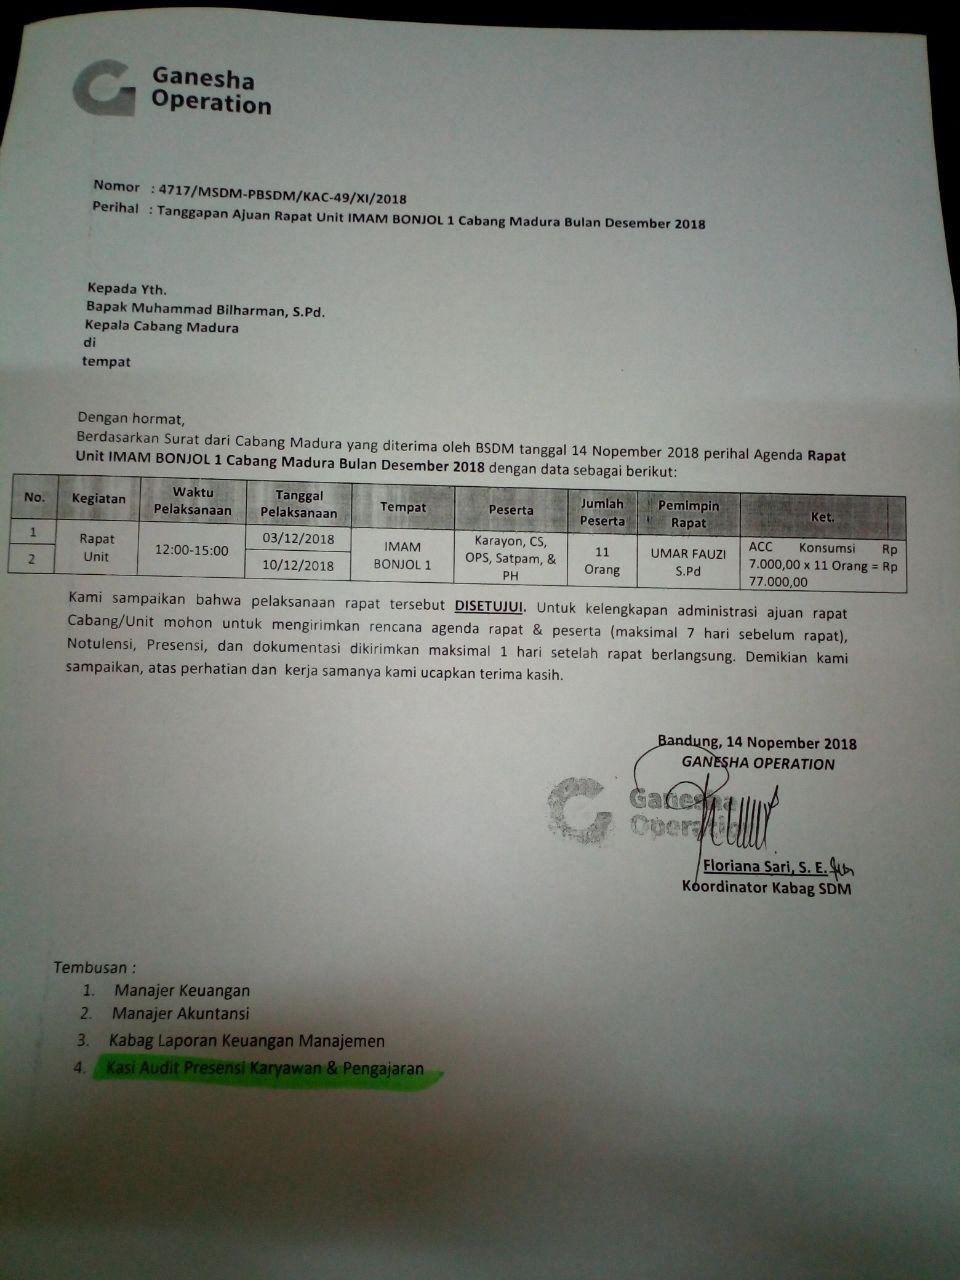 Ganesha
Operation
Nomor : 4717/MSDM-PBSDM/KAC-49/XI/2018
Perihal : Tanggapan Ajuan Rapat Unit IMAM BONJOL 1 Cabang Madura Bulan Desember 2018
Kepada Yth.
Bapak Muhammad Bilharman, S.Pd.
Kepala Cabang Madura
di
tempat
Dengan hormat,
Berdasarkan Surat dari Cabang Madura yang diterima oleh BSDM tanggal 14 Nopember 2018 perihal Agenda Rapat
Unit IMAM BONJOL 1 Cabang Madura Bulan Desember 2018 dengan data sebagai berikut:
No. Kegiatan Waktu Pelaksanaan Tanggal Pelaksanaan Tempat Peserta Jumlah Peserta Pemimpin Rapat Ket.
1 Rapat Unit 12:00-15:00 03/12/2018 IMAM BONJOL 1 Karayon, CS, OPS, Satpam, & PH 11 Orang UMAR FAUZI S.Pd ACC Konsumsi Rp 7.000,00 x 11 Orang = Rp 77.000,00
2 10/12/2018
Kami sampaikan bahwa pelaksanaan rapat tersebut DISETUJUI. Untuk kelengkapan administrasi ajuan rapat
Cabang/Unit mohon untuk mengirimkan rencana agenda rapat & peserta (maksimal 7 hari sebelum rapat),
Notulensi, Presensi, dan dokumentasi dikirimkan maksimal 1 hari setelah rapat berlangsung. Demikian kami
sampaikan, atas perhatian dan kerja samanya kami ucapkan terima kasih.
Bandung, 14 Nopember 2018
GANESHA OPERATION
Ganesha
Operation
Floriana Sari, S. E.
Koordinator Kabag SDM
Tembusan :
1. Manajer Keuangan
2. Manajer Akuntansi
3. Kabag Laporan Keuangan Manajemen
4. Kasi Audit Presensi Karyawan & Pengajaran